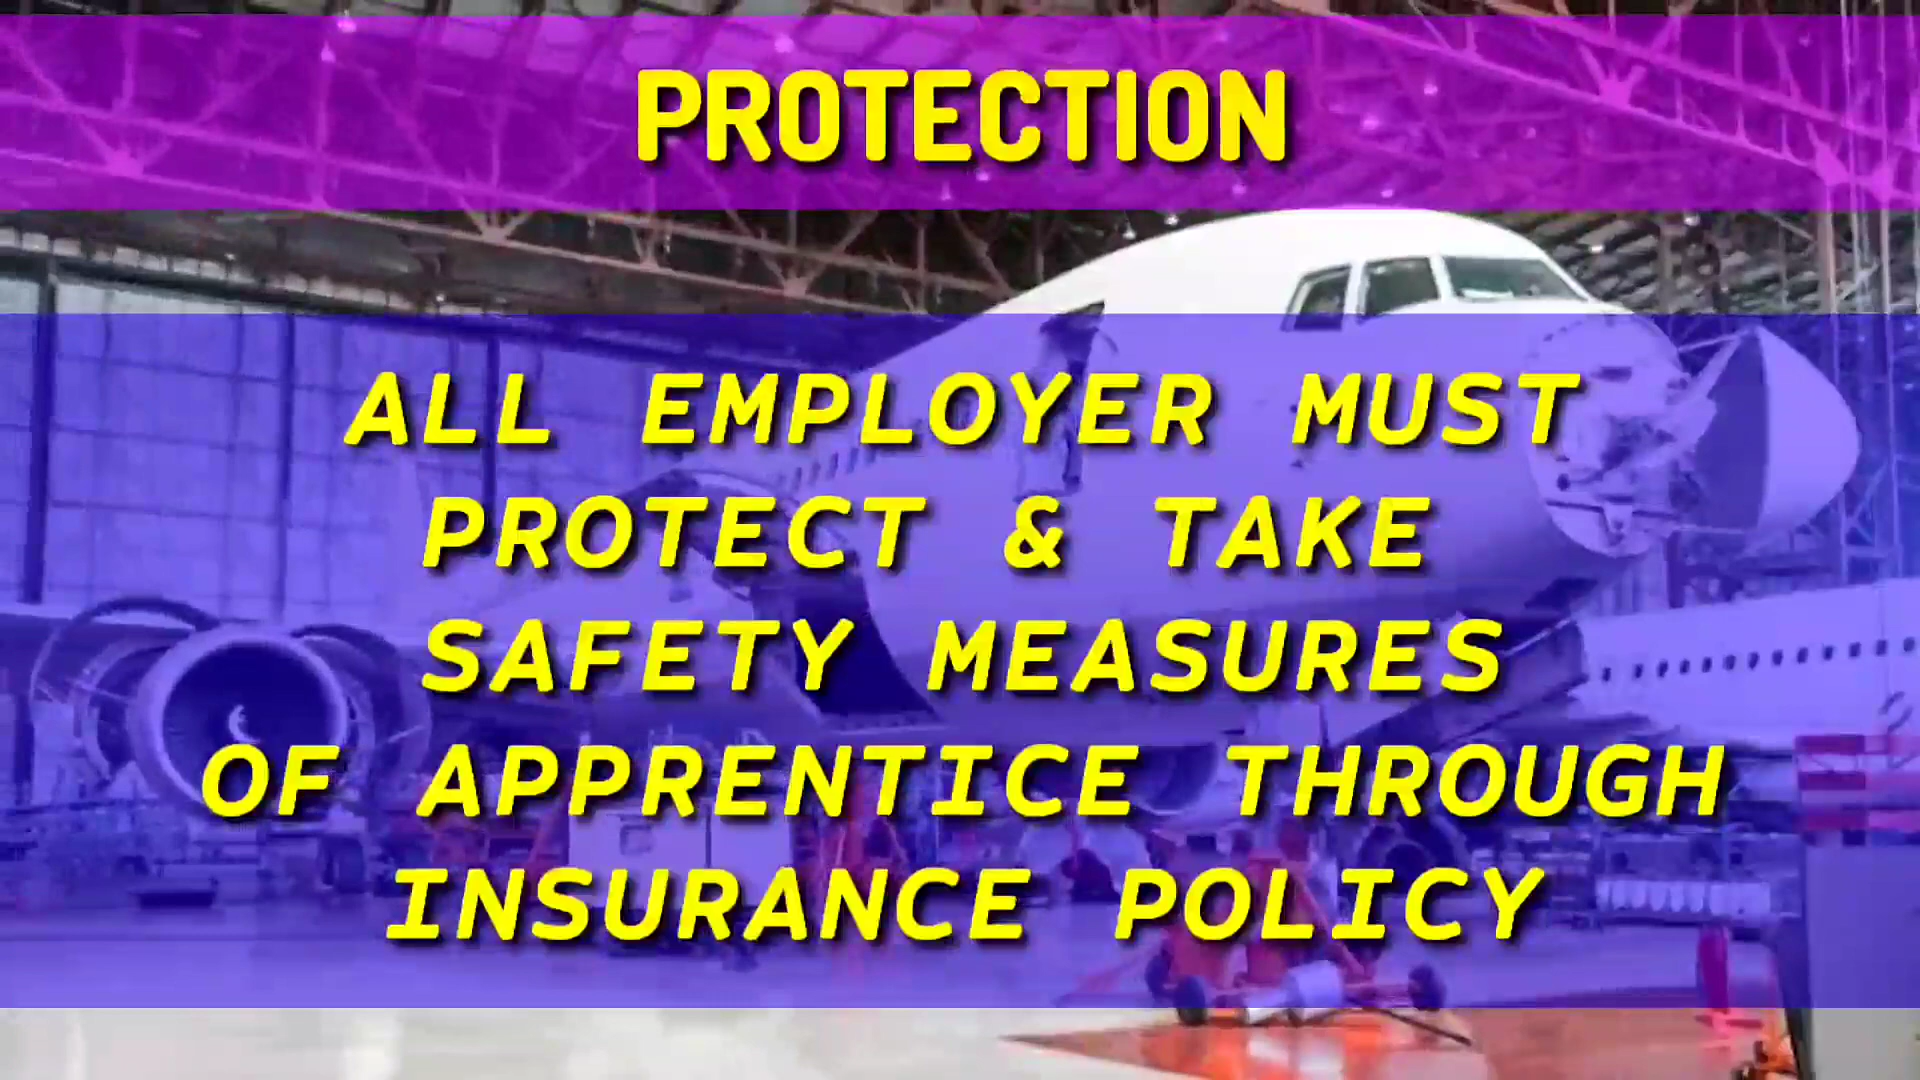 PROTECTION
ALL EMPLOYER MUST
PROTECT & TAKE
SAFETY MEASURES
OF APPRENTICE THROUGH
INSURANCE POLICY